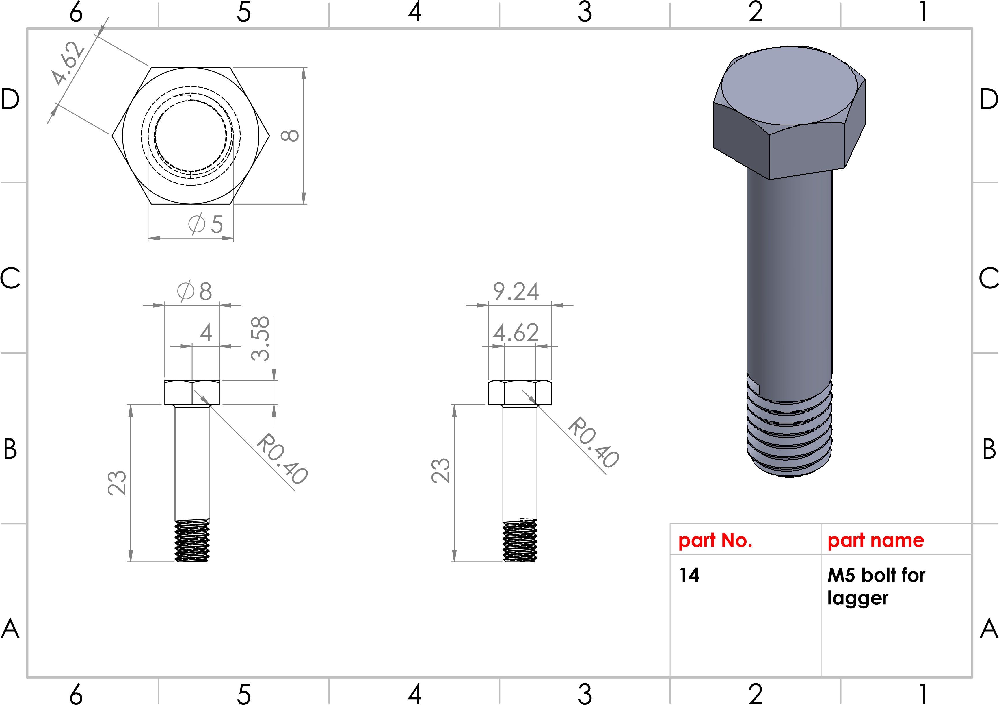 6 5 4 3 2 1
D D
4.62
8
⌀5
C C
⌀8
4
3.58
9.24
4.62
R0.40
23
R0.40
23
B B
part No. part name
14 M5 bolt for
lagger
A A
6 5 4 3 2 1